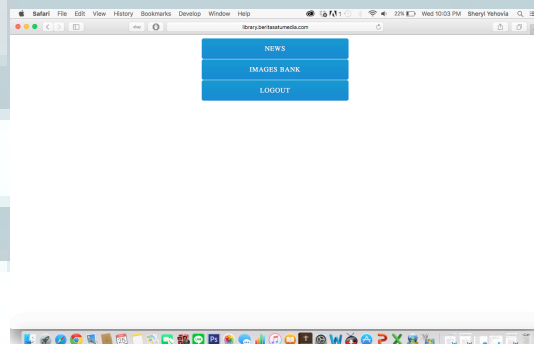 Safari File Edit View History Bookmarks Develop Window Help 22% Wed 10:03 PM Sheryl Yehovia
library.beritasatumedia.com
NEWS
IMAGES BANK
LOGOUT